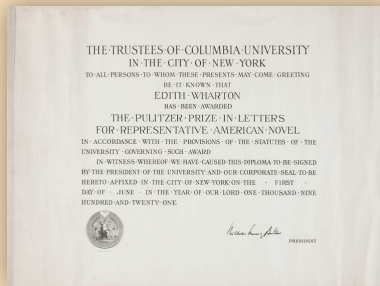 THE·TRUSTEES·OF·COLUMBIA·UNIVERSITY
IN·THE·CITY·OF·NEW·YORK
TO·ALL·PERSONS·TO·WHOM·THESE·PRESENTS·MAY·COME·GREETING
BE·IT·KNOWN·THAT
EDITH·WHARTON
HAS·BEEN·AWARDED
THE·PULITZER·PRIZE·IN·LETTERS
FOR·REPRESENTATIVE·AMERICAN·NOVEL
IN·ACCORDANCE·WITH·THE·PROVISIONS·OF·THE·STATUTES·OF·THE
UNIVERSITY·GOVERNING·SUCH·AWARD
IN·WITNESS·WHEREOF·WE·HAVE·CAUSED·THIS·DIPLOMA·TO·BE·SIGNED
BY·THE·PRESIDENT·OF·THE·UNIVERSITY·AND·OUR·CORPORATE·SEAL·TO·BE
HERETO·AFFIXED·IN·THE·CITY·OF·NEW·YORK·ON·THE · FIRST ·
DAY·OF · JUNE · IN·THE·YEAR·OF·OUR·LORD·ONE·THOUSAND·NINE
HUNDRED·AND·TWENTY·ONE
PRESIDENT